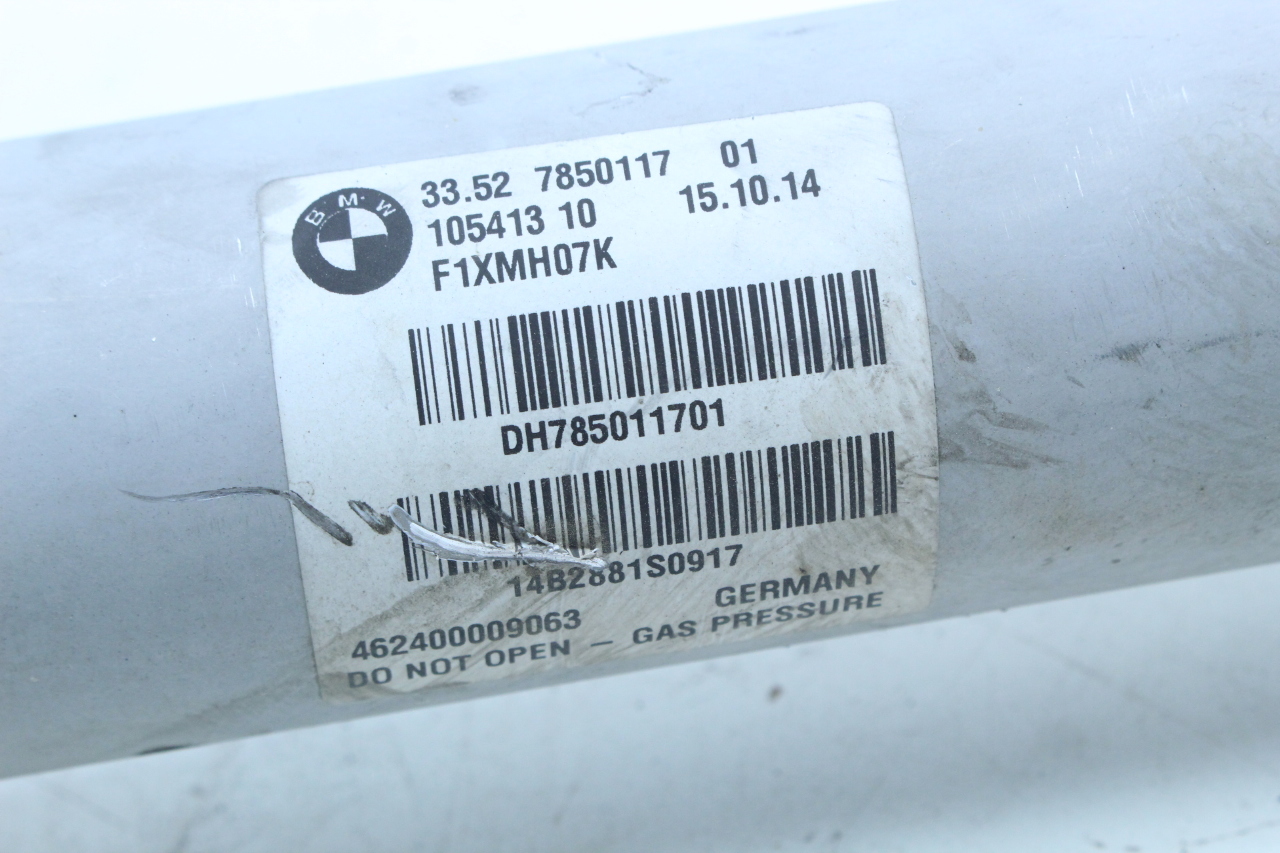 BMW
33.52 7850117 01
105413 10 15.10.14
F1XMH07K
DH785011701
14B2881S0917
462400009063 GERMANY
DO NOT OPEN – GAS PRESSURE